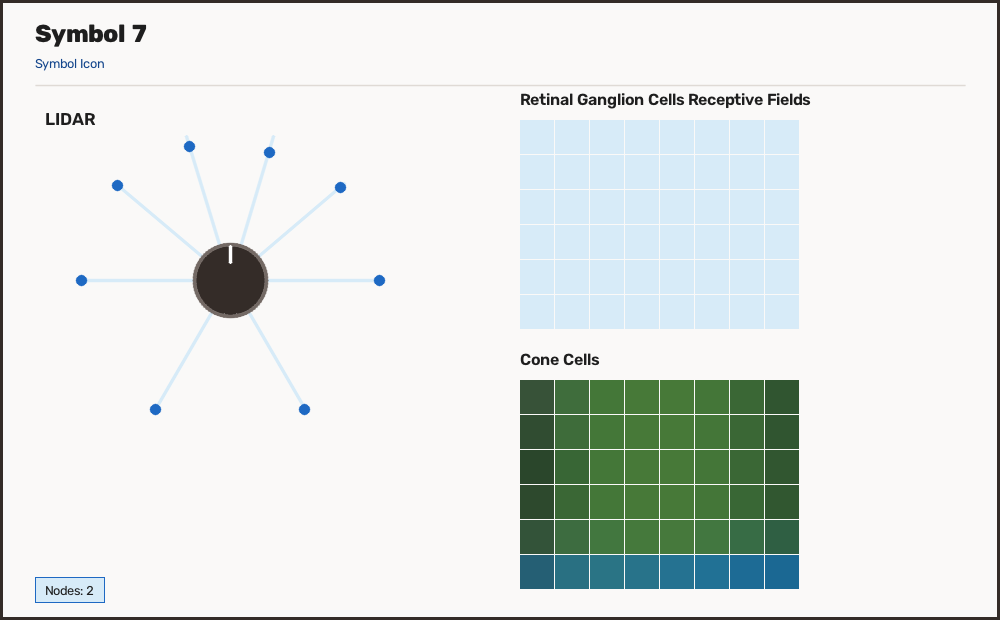 Symbol 7
Symbol Icon
LIDAR
Retinal Ganglion Cells Receptive Fields
Cone Cells
Nodes: 2